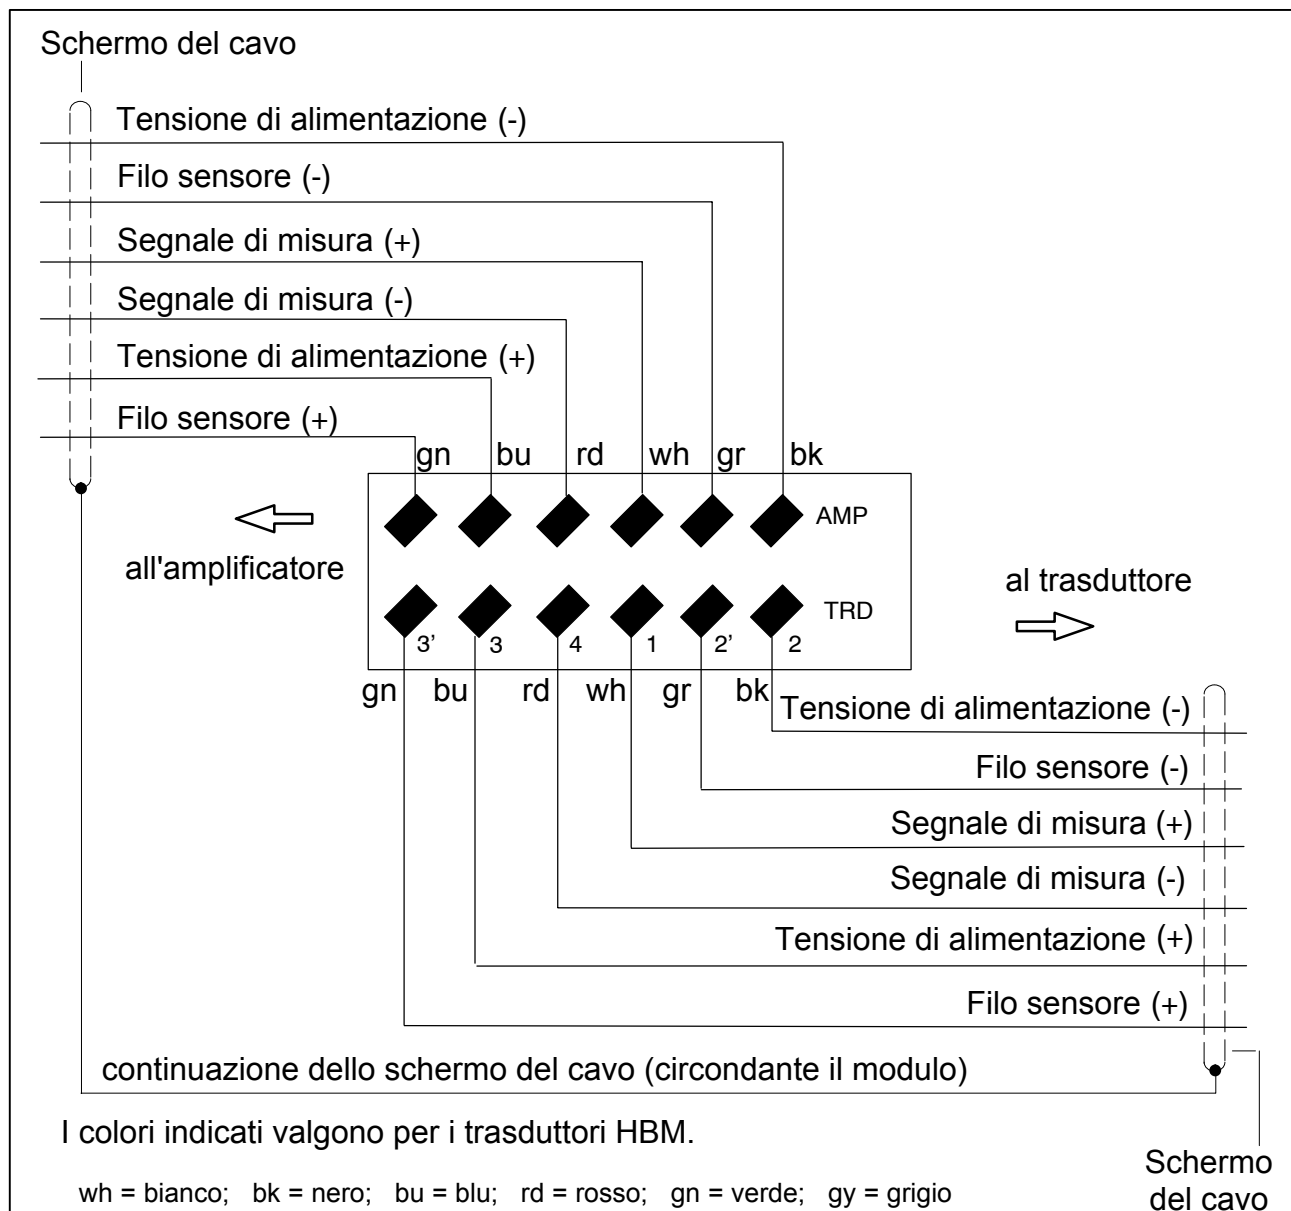 Schermo del cavo
Tensione di alimentazione (-)
Filo sensore (-)
Segnale di misura (+)
Segnale di misura (-)
Tensione di alimentazione (+)
Filo sensore (+)
gn bu rd wh gr bk
AMP
all'amplificatore
al trasduttore
TRD
3' 3 4 1 2' 2
gn bu rd wh gr bk
Tensione di alimentazione (-)
Filo sensore (-)
Segnale di misura (+)
Segnale di misura (-)
Tensione di alimentazione (+)
Filo sensore (+)
continuazione dello schermo del cavo (circondante il modulo)
I colori indicati valgono per i trasduttori HBM.
Schermo
del cavo
wh = bianco; bk = nero; bu = blu; rd = rosso; gn = verde; gy = grigio